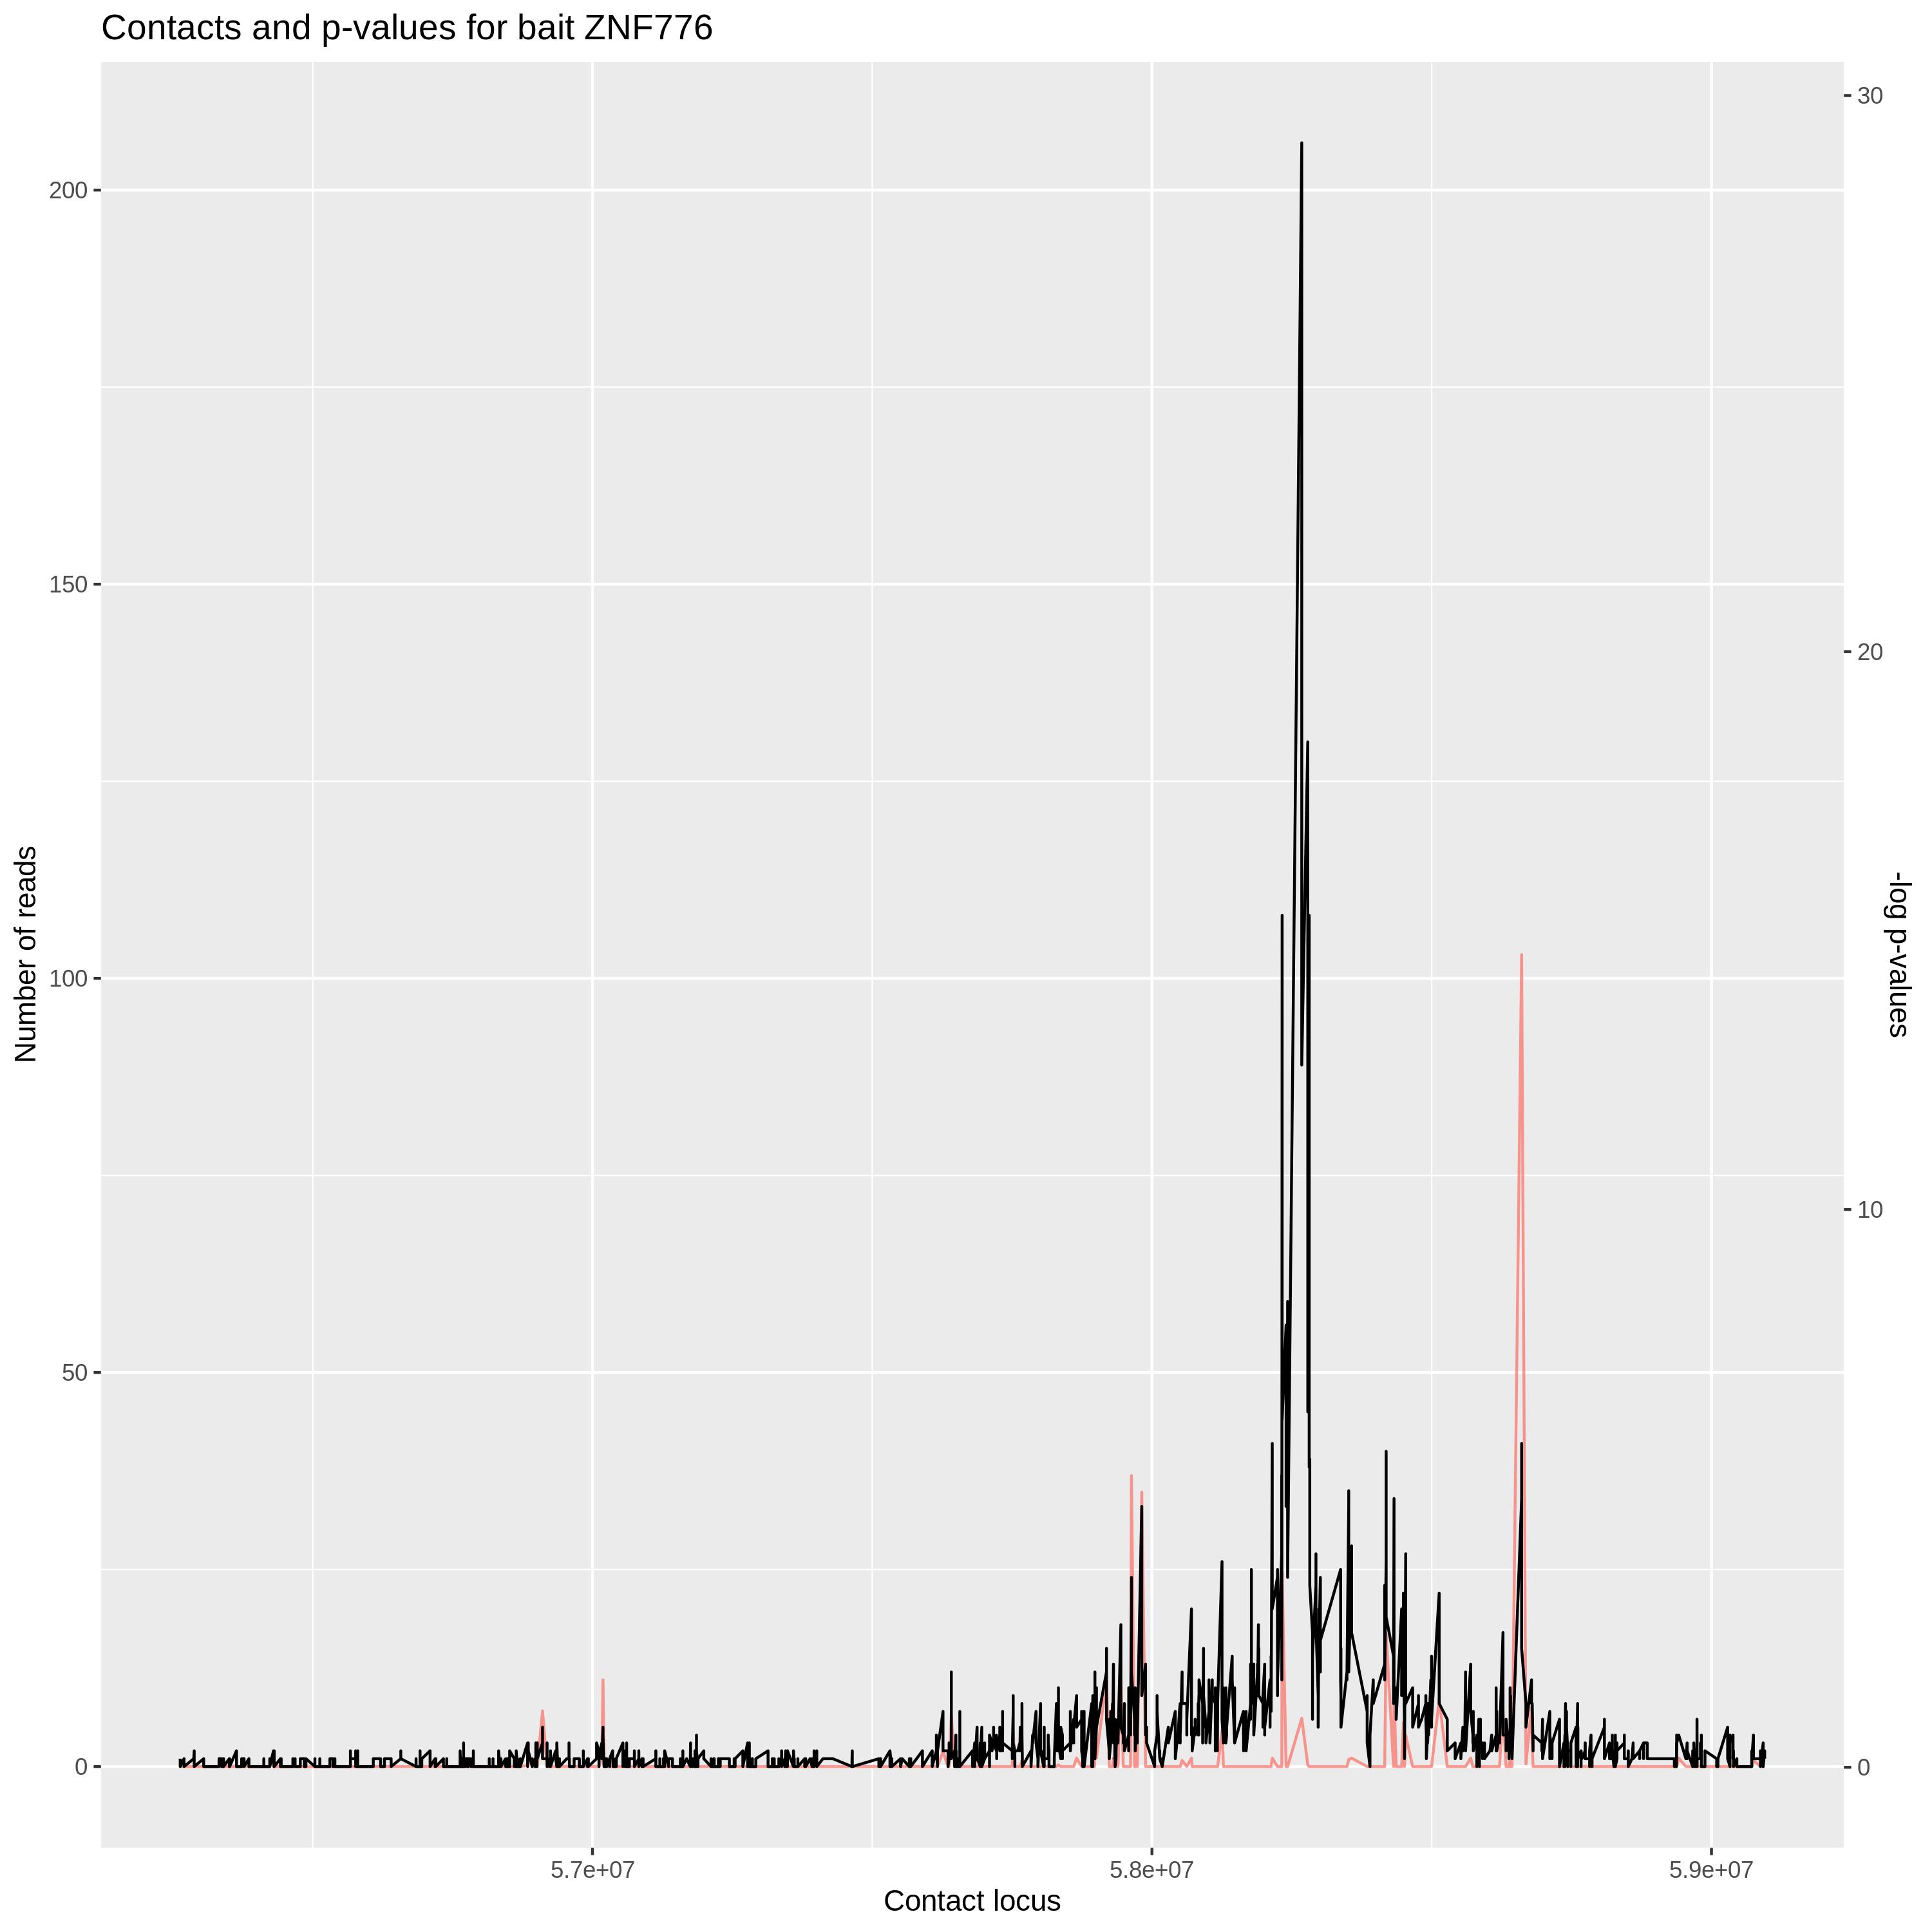 Contacts and p-values for bait ZNF776
200
150
100
50
0
Number of reads
30
20
10
0
-log p-values
5.7e+07 5.8e+07 5.9e+07
Contact locus